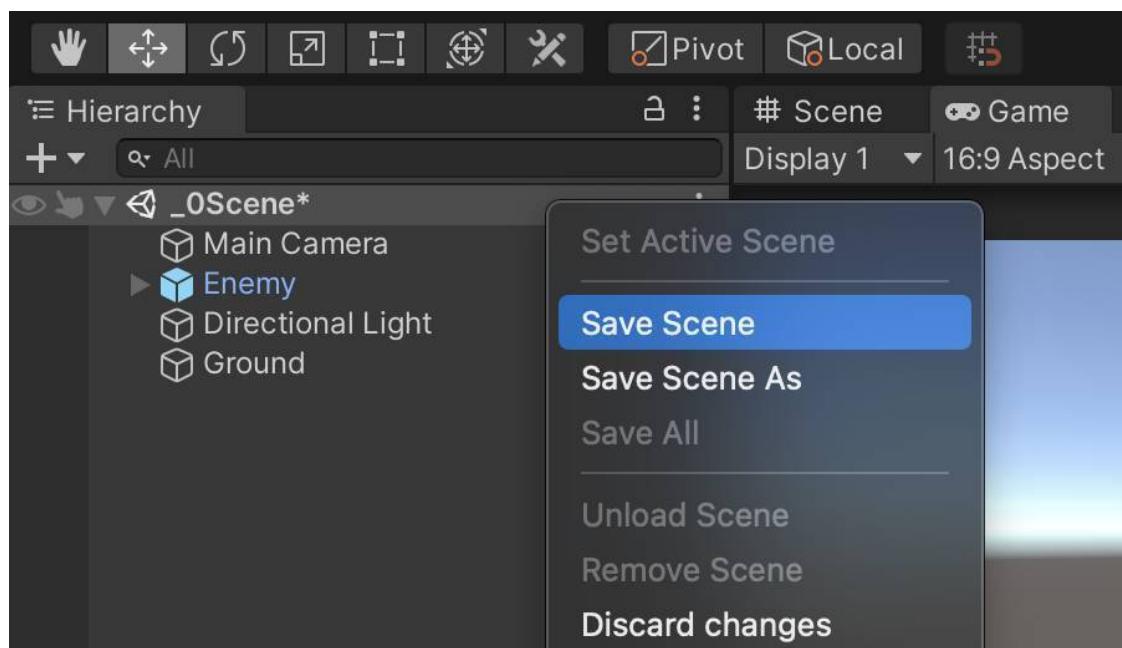 Pivot Local
Hierarchy
# Scene Game
All
Display 1 16:9 Aspect
_0Scene*
Main Camera
Enemy
Directional Light
Ground
Set Active Scene
Save Scene
Save Scene As
Save All
Unload Scene
Remove Scene
Discard changes